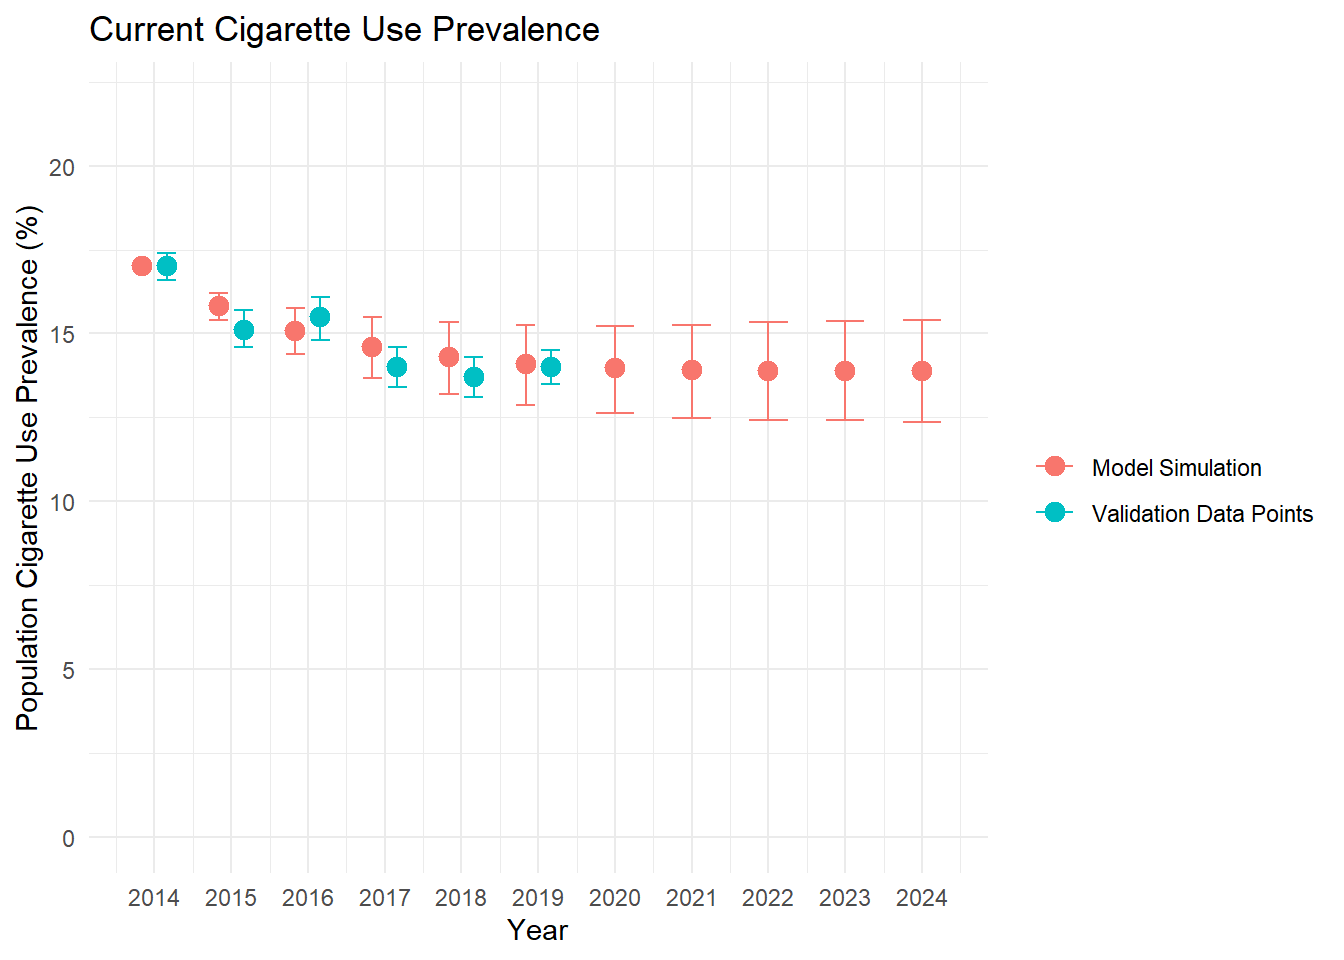 Current Cigarette Use Prevalence
Population Cigarette Use Prevalence (%)
20
15
10
5
0
2014 2015 2016 2017 2018 2019 2020 2021 2022 2023 2024
Year
Model Simulation
Validation Data Points